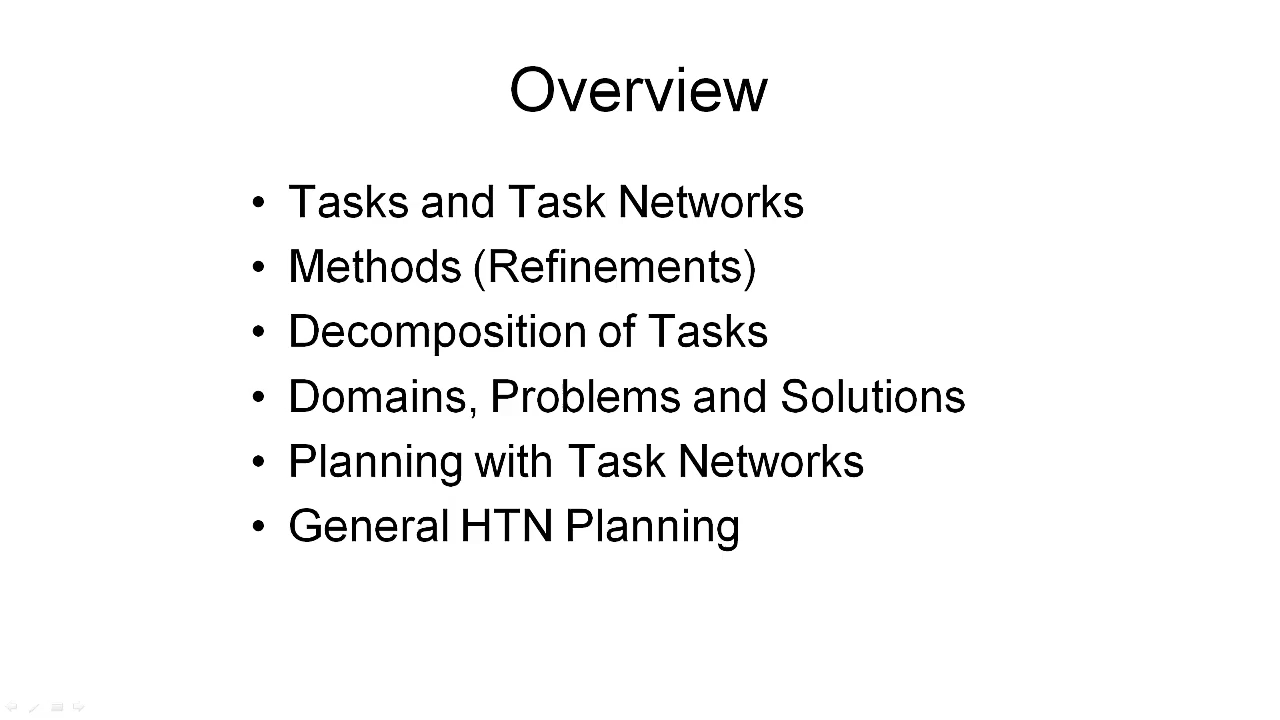 Overview
• Tasks and Task Networks
• Methods (Refinements)
• Decomposition of Tasks
• Domains, Problems and Solutions
• Planning with Task Networks
• General HTN Planning